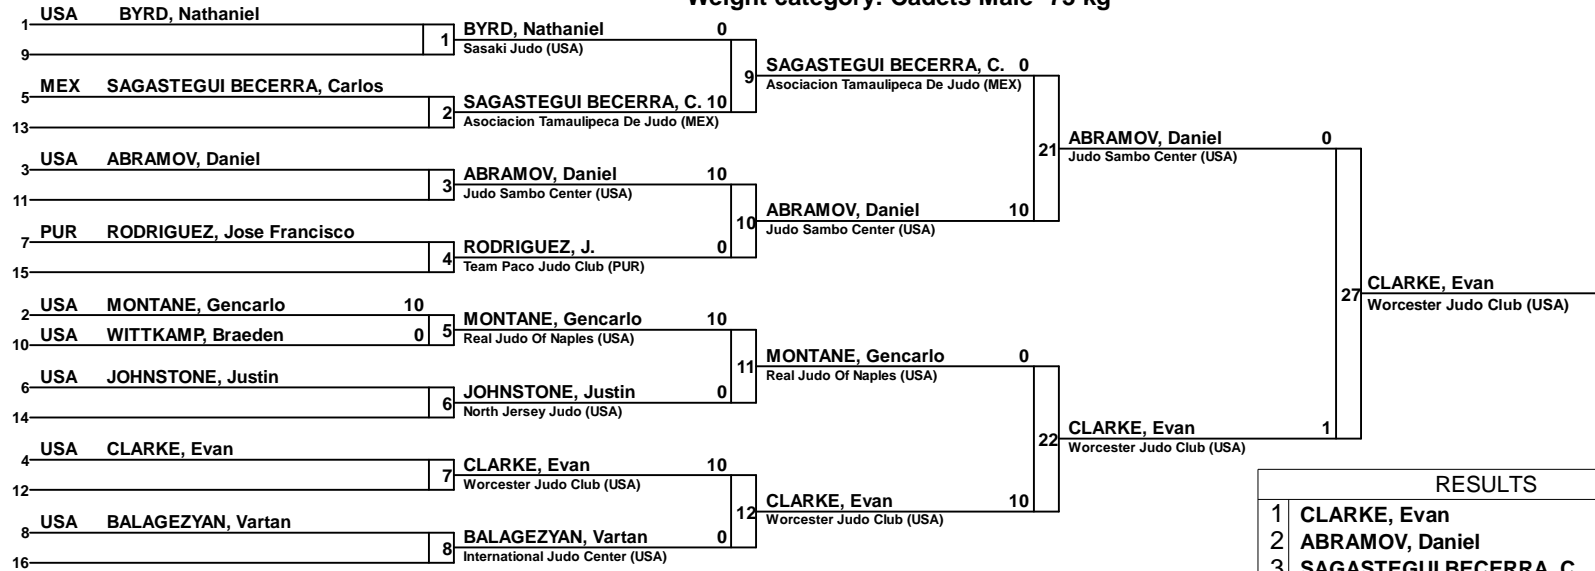 Weight category: Cadets Male -73 kg
1 USA BYRD, Nathaniel
9
1
5 MEX SAGASTEGUI BECERRA, Carlos
13
2
3 USA ABRAMOV, Daniel
11
3
7 PUR RODRIGUEZ, Jose Francisco
15
4
2 USA MONTANE, Gencarlo 10
10 USA WITTKAMP, Braeden 0
5
6 USA JOHNSTONE, Justin
14
6
4 USA CLARKE, Evan
12
7
8 USA BALAGEZYAN, Vartan
16
8
BYRD, Nathaniel 0
Sasaki Judo (USA)
9
SAGASTEGUI BECERRA, C. 10
Asociacion Tamaulipeca De Judo (MEX)
ABRAMOV, Daniel 10
Judo Sambo Center (USA)
10
RODRIGUEZ, J. 0
Team Paco Judo Club (PUR)
MONTANE, Gencarlo 10
Real Judo Of Naples (USA)
11
JOHNSTONE, Justin 0
North Jersey Judo (USA)
CLARKE, Evan 10
Worcester Judo Club (USA)
12
BALAGEZYAN, Vartan 0
International Judo Center (USA)
SAGASTEGUI BECERRA, C. 0
Asociacion Tamaulipeca De Judo (MEX)
21
ABRAMOV, Daniel 10
Judo Sambo Center (USA)
MONTANE, Gencarlo 0
Real Judo Of Naples (USA)
22
CLARKE, Evan 10
Worcester Judo Club (USA)
ABRAMOV, Daniel 0
Judo Sambo Center (USA)
27
CLARKE, Evan 1
Worcester Judo Club (USA)
CLARKE, Evan
Worcester Judo Club (USA)
RESULTS
1 CLARKE, Evan
2 ABRAMOV, Daniel
3 SAGASTEGUI BECERRA, C.